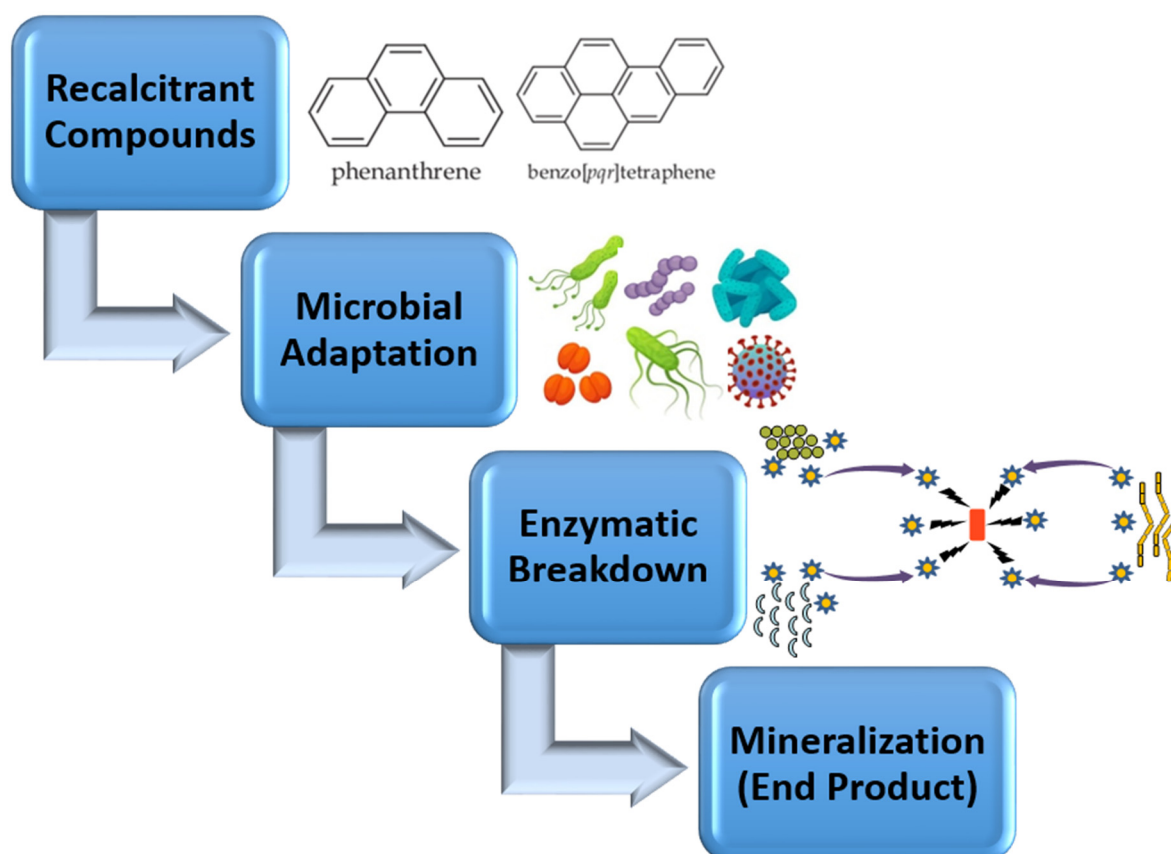 Recalcitrant
Compounds
phenanthrene
benzo[pqr]tetraphene
Microbial
Adaptation
Enzymatic
Breakdown
Mineralization
(End Product)